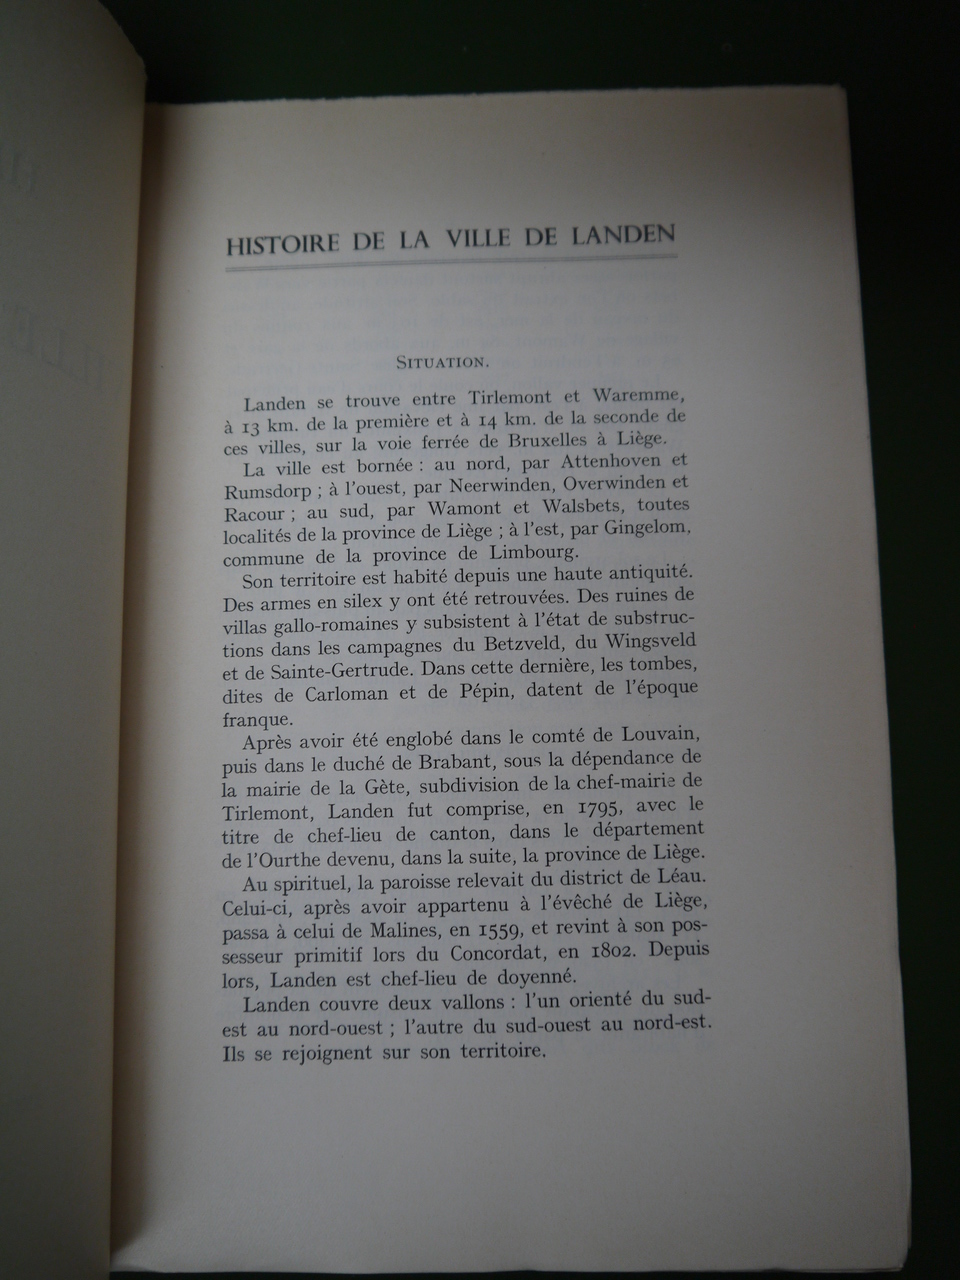 HISTOIRE DE LA VILLE DE LANDEN
SITUATION.
Landen se trouve entre Tirlemont et Waremme,
à 13 km. de la première et à 14 km. de la seconde de
ces villes, sur la voie ferrée de Bruxelles à Liège.
La ville est bornée : au nord, par Attenhoven et
Rumsdorp ; à l'ouest, par Neerwinden, Overwinden et
Racour ; au sud, par Wamont et Walsbets, toutes
localités de la province de Liège ; à l'est, par Gingelom,
commune de la province de Limbourg.
Son territoire est habité depuis une haute antiquité.
Des armes en silex y ont été retrouvées. Des ruines de
villas gallo-romaines y subsistent à l'état de substruc-
tions dans les campagnes du Betzveld, du Wingsveld
et de Sainte-Gertrude. Dans cette dernière, les tombes,
dites de Carloman et de Pépin, datent de l'époque
franque.
Après avoir été englobé dans le comté de Louvain,
puis dans le duché de Brabant, sous la dépendance de
la mairie de la Gète, subdivision de la chef-mairie de
Tirlemont, Landen fut comprise, en 1795, avec le
titre de chef-lieu de canton, dans le département
de l'Ourthe devenu, dans la suite, la province de Liège.
Au spirituel, la paroisse relevait du district de Léau.
Celui-ci, après avoir appartenu à l'évêché de Liège,
passa à celui de Malines, en 1559, et revint à son pos-
sesseur primitif lors du Concordat, en 1802. Depuis
lors, Landen est chef-lieu de doyenné.
Landen couvre deux vallons : l'un orienté du sud-
est au nord-ouest ; l'autre du sud-ouest au nord-est.
Ils se rejoignent sur son territoire.